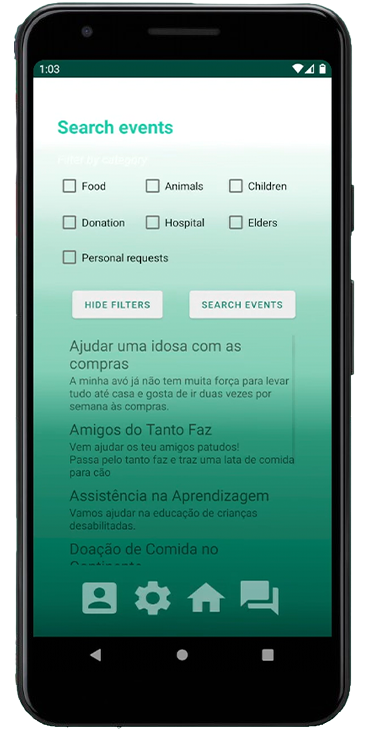 1:03
Search events
Filter by category
Food
Animals
Children
Donation
Hospital
Elders
Personal requests
HIDE FILTERS
SEARCH EVENTS
Ajudar uma idosa com as
compras
A minha avó já não tem muita força para levar
tudo até casa e gosta de ir duas vezes por
semana às compras.
Amigos do Tanto Faz
Vem ajudar os teu amigos patudos!
Passa pelo tanto faz e traz uma lata de comida
para cão
Assistência na Aprendizagem
Vamos ajudar na educação de crianças
desabilitadas.
Doação de Comida no
Continente